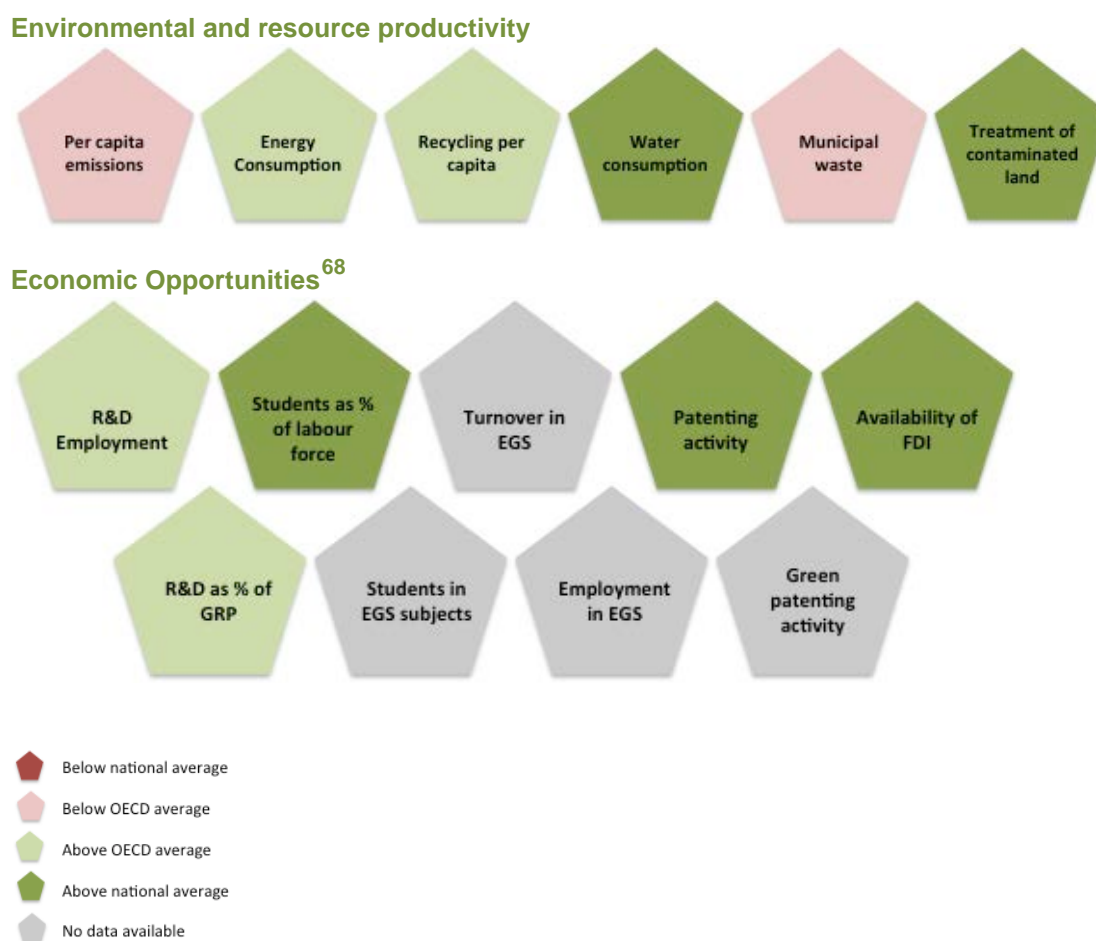 Environmental and resource productivity
Per capita
emissions
Energy
Consumption
Recycling per
capita
Water
consumption
Municipal
waste
Treatment of
contaminated
land
Economic Opportunities68
R&D
Employment
Students as %
of labour
force
Turnover in
EGS
Patenting
activity
Availability of
FDI
R&D as % of
GRP
Students in
EGS subjects
Employment
in EGS
Green
patenting
activity
Below national average
Below OECD average
Above OECD average
Above national average
No data available